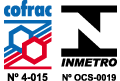 cofrac
INMETRO
Nº 4-015
Nº OCS-0019